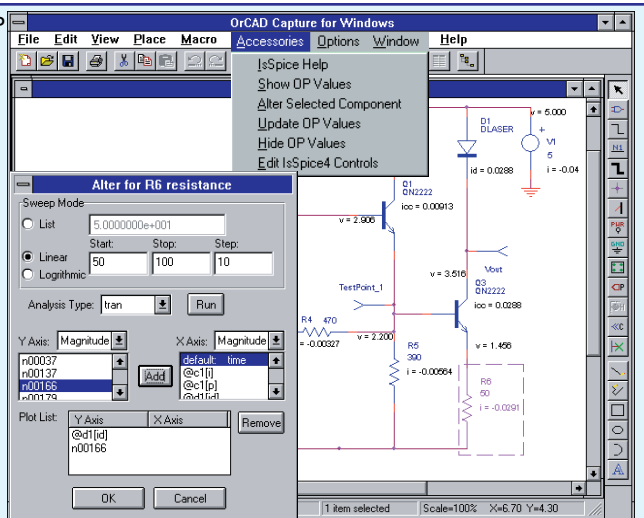 OrCAD Capture for Windows
File Edit View Place Macro Accessories Options Window Help
IsSpice Help
Show OP Values
Alter Selected Component
Update OP Values
Hide OP Values
Edit IsSpice4 Controls
v = 5.000
D1
DLASER
+
V1
5
id = 0.0288
i = -0.04
Q1
QN2222
icc = 0.00913
v = 2.906
v = 3.516
Vost
TestPoint_1
Q3
QN2222
icc = 0.0288
R4 470
= -0.00327
v = 2.200
R5
390
i = -0.00564
v = 1.456
R6
50
i = -0.0291
N1
PWR
GND
Alter for R6 resistance
Sweep Mode
List
5.0000000e+001
Linear
Logrithmic
Start: Stop: Step:
50 100 10
Analysis Type: tran Run
Y Axis: Magnitude
X Axis: Magnitude
n00037
n00137
n00166
n00179
Add
default: time
@c1[i]
@c1[p]
@d1[id]
Plot List:
Y Axis X Axis
@d1[id]
n00166
Remove
OK Cancel
1 item selected Scale=100% X=6.70 Y=4.30